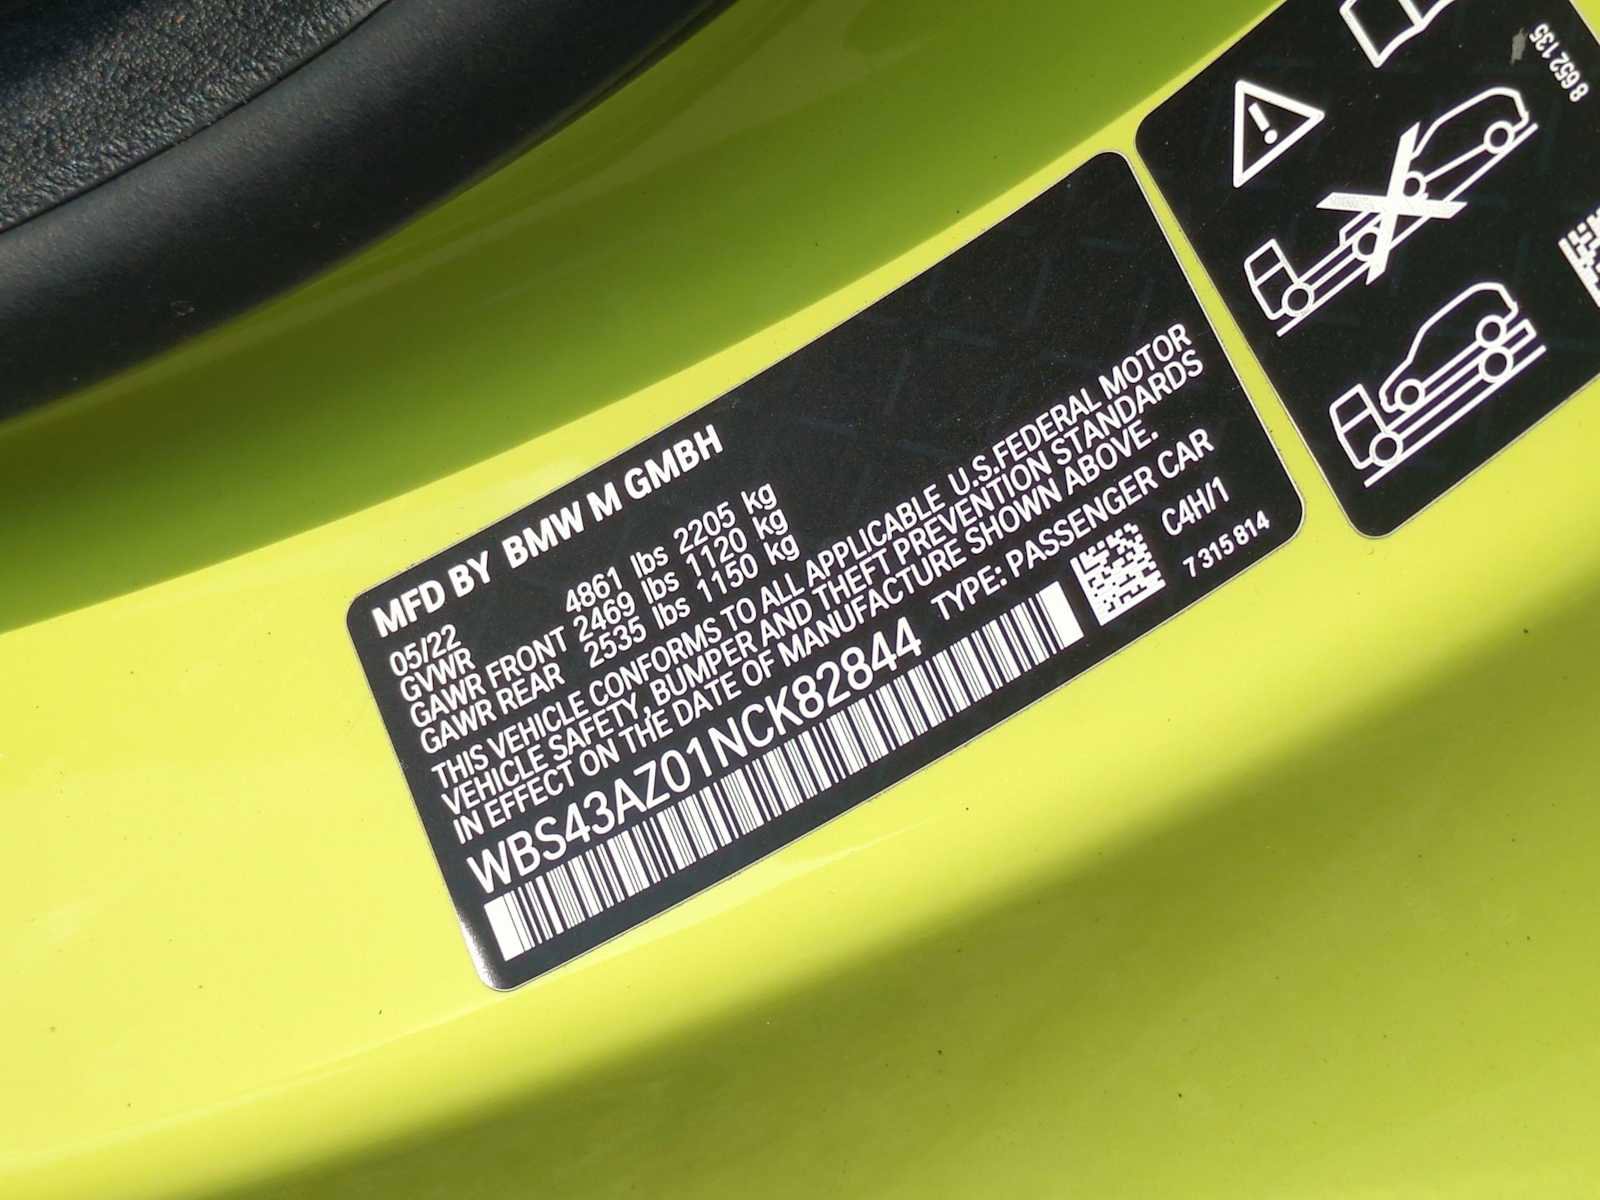 MFD BY BMW M GMBH
05/22
GVWR 4861 lbs 2205 kg
GAWR FRONT 2469 lbs 1120 kg
GAWR REAR 2535 lbs 1150 kg
THIS VEHICLE CONFORMS TO ALL APPLICABLE U.S.FEDERAL MOTOR
VEHICLE SAFETY, BUMPER AND THEFT PREVENTION STANDARDS
IN EFFECT ON THE DATE OF MANUFACTURE SHOWN ABOVE.
WBS43AZ01NCK82844 TYPE: PASSENGER CAR
C4H/1
7 315 814
8 652 135